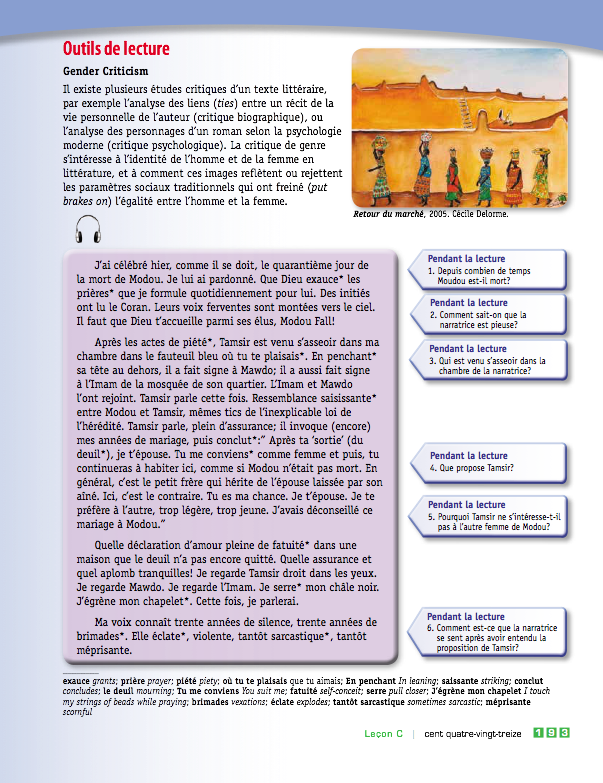 Outils de lecture
Gender Criticism
Il existe plusieurs études critiques d'un texte littéraire,
par exemple l'analyse des liens (ties) entre un récit de la
vie personnelle de l'auteur (critique biographique), ou
l'analyse des personnages d'un roman selon la psychologie
moderne (critique psychologique). La critique de genre
s'intéresse à l'identité de l'homme et de la femme en
littérature, et à comment ces images reflètent ou rejettent
les paramètres sociaux traditionnels qui ont freiné (put
brakes on) l'égalité entre l'homme et la femme.
Retour du marché, 2005. Cécile Delorme.
J'ai célébré hier, comme il se doit, le quarantième jour de
la mort de Modou. Je lui ai pardonné. Que Dieu exauce* les
prières* que je formule quotidiennement pour lui. Des initiés
ont lu le Coran. Leurs voix ferventes sont montées vers le ciel.
Il faut que Dieu t'accueille parmi ses élus, Modou Fall!
Après les actes de piété*, Tamsir est venu s'asseoir dans ma
chambre dans le fauteuil bleu où tu te plaisais*. En penchant*
sa tête au dehors, il a fait signe à Mawdo; il a aussi fait signe
à l'Imam de la mosquée de son quartier. L'Imam et Mawdo
l'ont rejoint. Tamsir parle cette fois. Ressemblance saisissante*
entre Modou et Tamsir, mêmes tics de l'inexplicable loi de
l'hérédité. Tamsir parle, plein d'assurance; il invoque (encore)
mes années de mariage, puis conclut*:" Après ta 'sortie' (du
deuil*), je t'épouse. Tu me conviens* comme femme et puis, tu
continueras à habiter ici, comme si Modou n'était pas mort. En
général, c'est le petit frère qui hérite de l'épouse laissée par son
aîné. Ici, c'est le contraire. Tu es ma chance. Je t'épouse. Je te
préfère à l'autre, trop légère, trop jeune. J'avais déconseillé ce
mariage à Modou."
Quelle déclaration d'amour pleine de fatuité* dans une
maison que le deuil n'a pas encore quitté. Quelle assurance et
quel aplomb tranquilles! Je regarde Tamsir droit dans les yeux.
Je regarde Mawdo. Je regarde l'Imam. Je serre* mon châle noir.
J'égrène mon chapelet*. Cette fois, je parlerai.
Ma voix connaît trente années de silence, trente années de
brimades*. Elle éclate*, violente, tantôt sarcastique*, tantôt
méprisante.
Pendant la lecture
1. Depuis combien de temps
Moudou est-il mort?
Pendant la lecture
2. Comment sait-on que la
narratrice est pieuse?
Pendant la lecture
3. Qui est venu s'asseoir dans la
chambre de la narratrice?
Pendant la lecture
4. Que propose Tamsir?
Pendant la lecture
5. Pourquoi Tamsir ne s'intéresse-t-il
pas à l'autre femme de Modou?
Pendant la lecture
6. Comment est-ce que la narratrice
se sent après avoir entendu la
proposition de Tamsir?
exauce grants; prière prayer; piété piety; où tu te plaisais que tu aimais; En penchant In leaning; saissante striking; conclut
concludes; le deuil mourning; Tu me conviens You suit me; fatuité self-conceit; serre pull closer; J'égrène mon chapelet I touch
my strings of beads while praying; brimades vexations; éclate explodes; tantôt sarcastique sometimes sarcastic; méprisante
scornful
Leçon C | cent quatre-vingt-treize 193